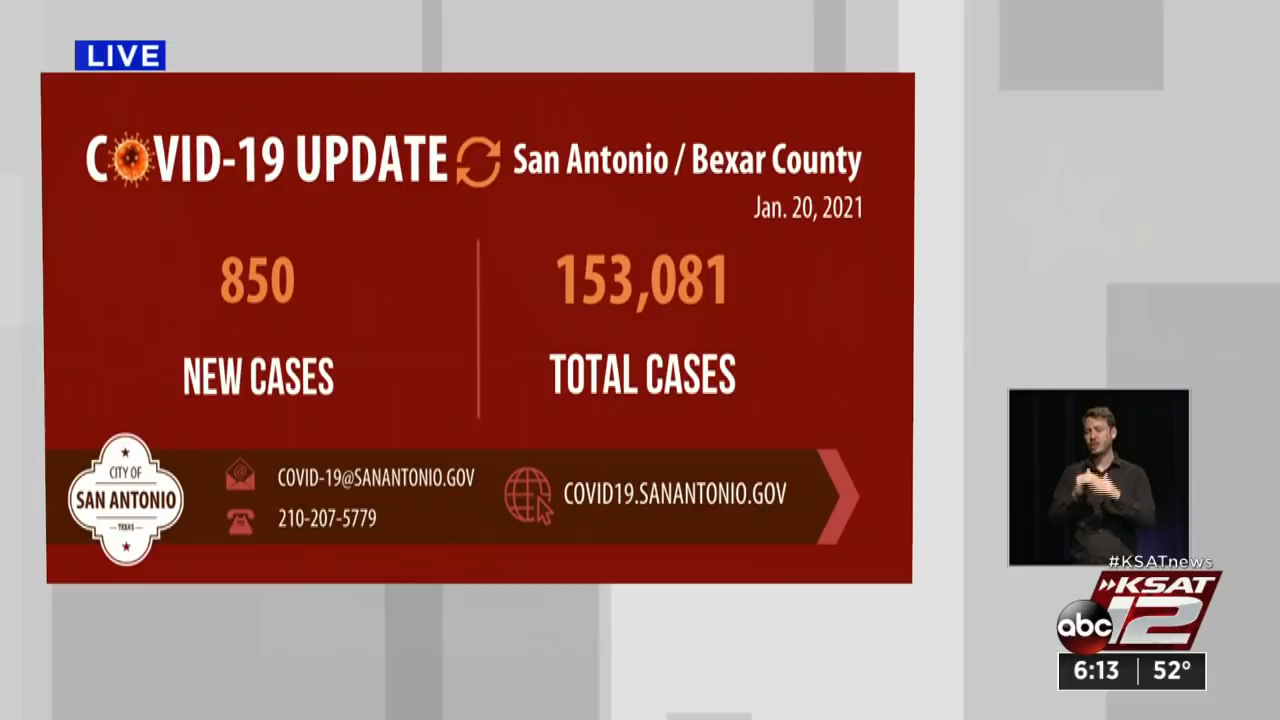 LIVE
COVID-19 UPDATE
San Antonio / Bexar County
Jan. 20, 2021
850
153,081
NEW CASES
TOTAL CASES
CITY OF
SAN ANTONIO
TEXAS
COVID-19@SANANTONIO.GOV
210-207-5779
COVID19.SANANTONIO.GOV
#KSATnews
KSAT
abc 12
6:13 52°